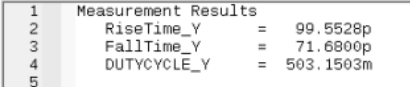 1 Measurement Results
2 RiseTime_Y = 99.5528p
3 FallTime_Y = 71.6800p
4 DUTYCYCLE_Y = 503.1503m
5